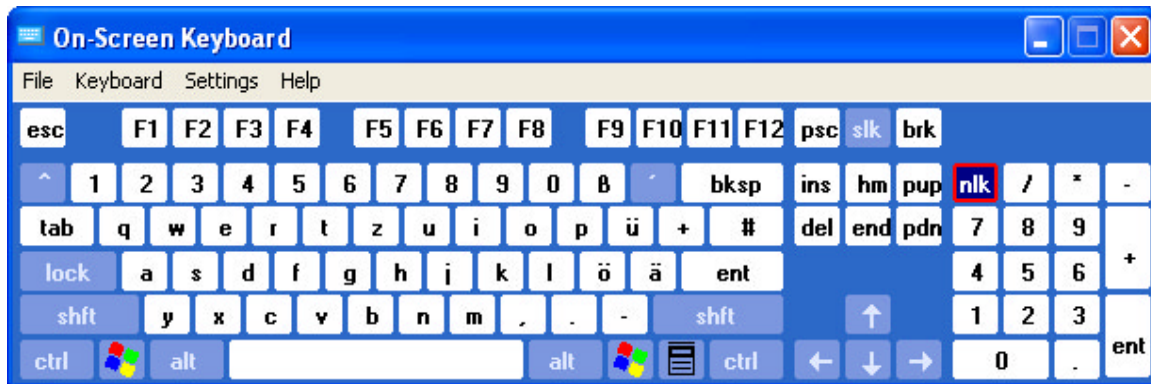 On-Screen Keyboard
File Keyboard Settings Help
esc F1 F2 F3 F4 F5 F6 F7 F8 F9 F10 F11 F12 psc slk brk
^ 1 2 3 4 5 6 7 8 9 0 ß ´ bksp ins hm pup nlk / * -
tab q w e r t z u i o p ü + # del end pdn 7 8 9 +
lock a s d f g h j k l ö ä ent 4 5 6
shft y x c v b n m , . - shft ↑ 1 2 3 ent
ctrl alt alt ctrl ← ↓ → 0 .